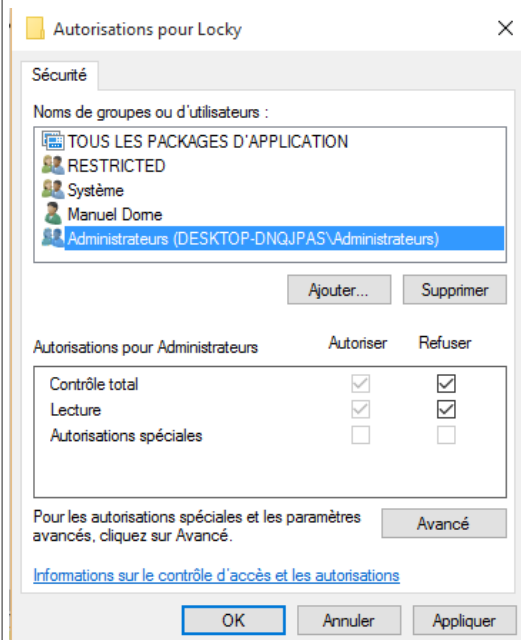 Autorisations pour Locky
Sécurité
Noms de groupes ou d'utilisateurs :
TOUS LES PACKAGES D'APPLICATION
RESTRICTED
Système
Manuel Dorne
Administrateurs (DESKTOP-DNQJPAS\Administrateurs)
Ajouter... Supprimer
Autorisations pour Administrateurs Autoriser Refuser
Contrôle total
Lecture
Autorisations spéciales
Pour les autorisations spéciales et les paramètres
avancés, cliquez sur Avancé.
Avancé
Informations sur le contrôle d'accès et les autorisations
OK Annuler Appliquer